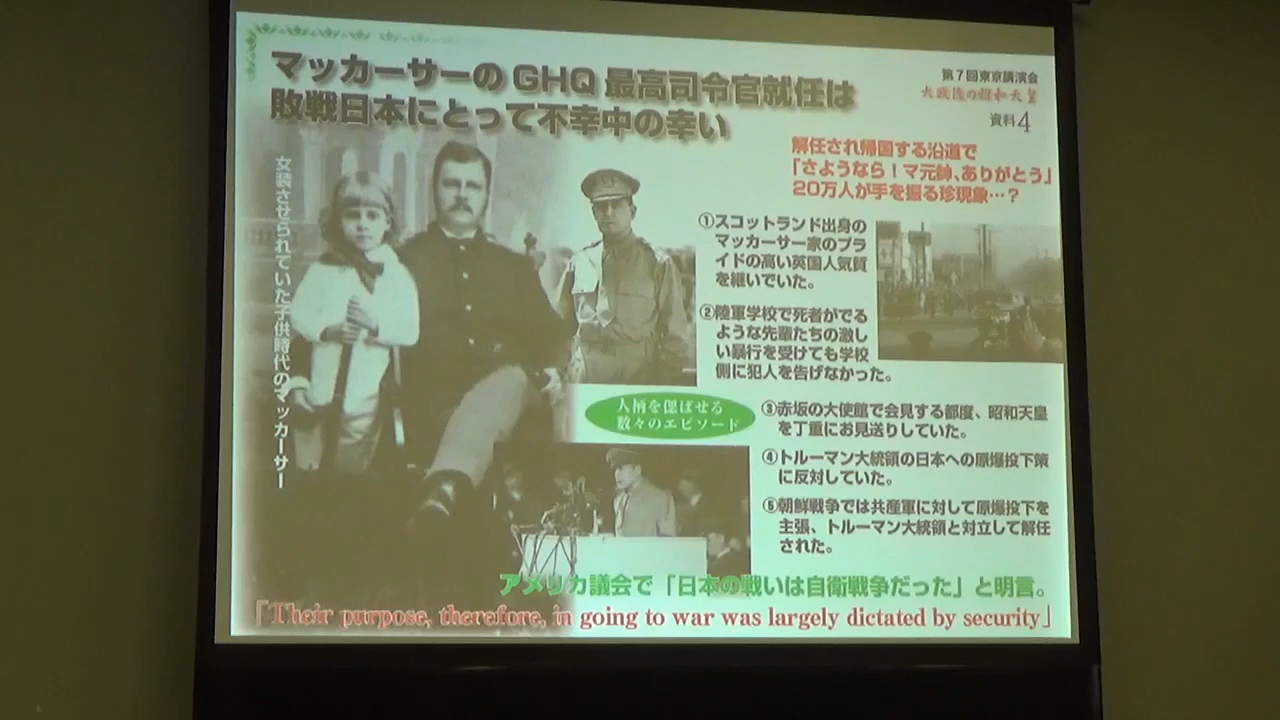 マッカーサーのGHQ最高司令官就任は
敗戦日本にとって不幸中の幸い
第7回東京講演会
大戦後の昭和天皇
資料4
解任され帰国する沿道で
「さようなら!マ元帥、ありがとう」
20万人が手を振る珍現象…?
女装させられていた子供時代のマッカーサー
①スコットランド出身の
マッカーサー家のプラ
イドの高い英国人気質
を継いでいた。
②陸軍学校で死者がでる
ような先輩たちの激し
い暴行を受けても学校
側に犯人を告げなかった。
人柄を偲ばせる
数々のエピソード
③赤坂の大使館で会見する都度、昭和天皇
を丁重にお見送りしていた。
④トルーマン大統領の日本への原爆投下策
に反対していた。
⑤朝鮮戦争では共産軍に対して原爆投下を
主張、トルーマン大統領と対立して解任
された。
アメリカ議会で「日本の戦いは自衛戦争だった」と明言。
「Their purpose, therefore, in going to war was largely dictated by security」